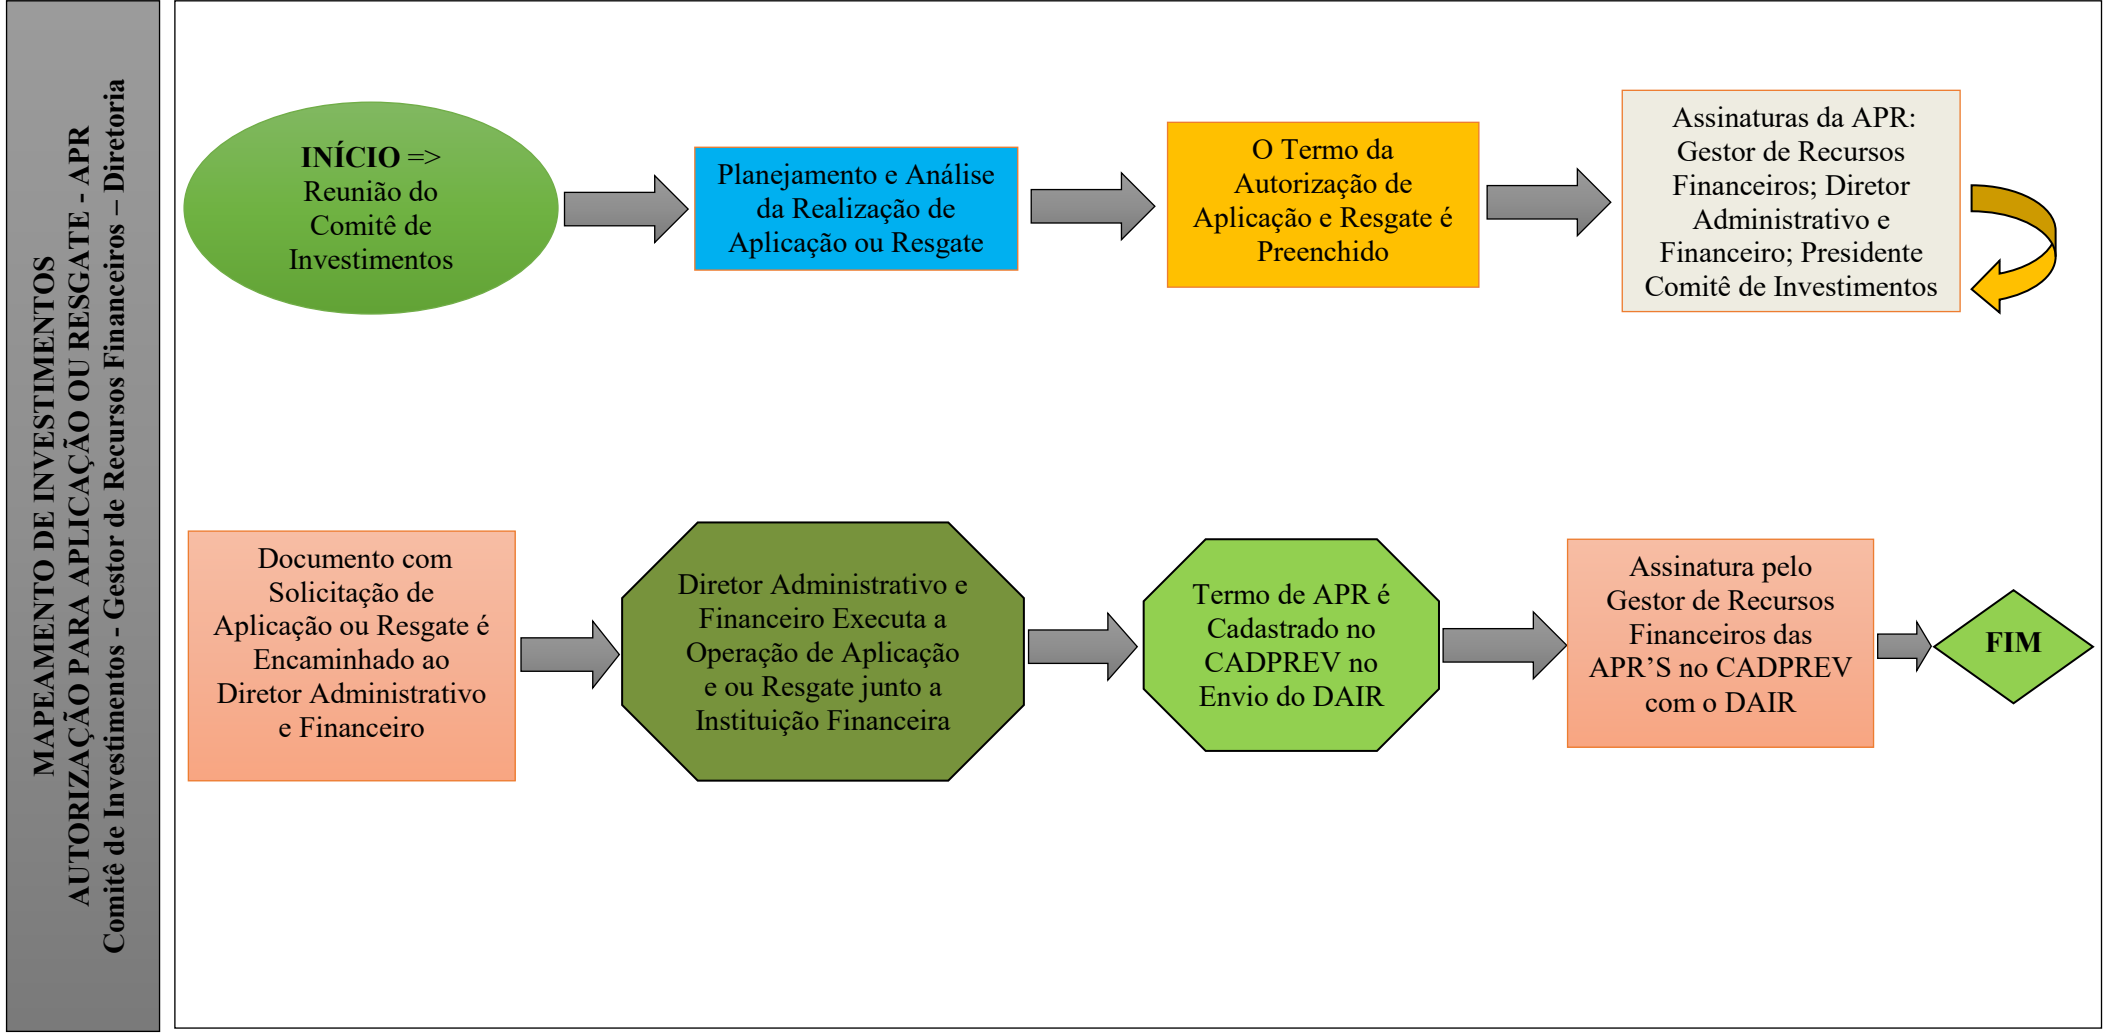 MAPEAMENTO DE INVESTIMENTOS
AUTORIZAÇÃO PARA APLICAÇÃO OU RESGATE - APR
Comitê de Investimentos - Gestor de Recursos Financeiros – Diretoria
INÍCIO =>
Reunião do
Comitê de
Investimentos
Planejamento e Análise
da Realização de
Aplicação ou Resgate
O Termo da
Autorização de
Aplicação e Resgate é
Preenchido
Assinaturas da APR:
Gestor de Recursos
Financeiros; Diretor
Administrativo e
Financeiro; Presidente
Comitê de Investimentos
Documento com
Solicitação de
Aplicação ou Resgate é
Encaminhado ao
Diretor Administrativo
e Financeiro
Diretor Administrativo e
Financeiro Executa a
Operação de Aplicação
e ou Resgate junto a
Instituição Financeira
Termo de APR é
Cadastrado no
CADPREV no
Envio do DAIR
Assinatura pelo
Gestor de Recursos
Financeiros das
APR’S no CADPREV
com o DAIR
FIM